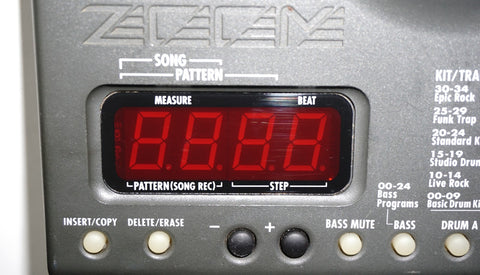 ZOOM
SONG
PATTERN
MEASURE BEAT
8.8.8.8
PATTERN(SONG REC) STEP
INSERT/COPY DELETE/ERASE - + BASS MUTE BASS DRUM A
00-24
Bass
Programs
KIT/TRA
30-34
Epic Rock
25-29
Funk Trap
20-24
Standard K
15-19
Studio Drun
10-14
Live Rock
00-09
Basic Drum Ki